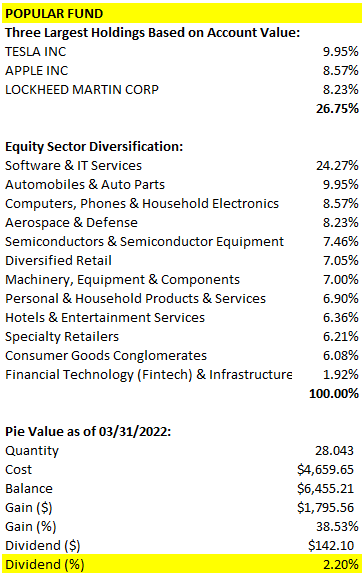 POPULAR FUND
Three Largest Holdings Based on Account Value:
TESLA INC 9.95%
APPLE INC 8.57%
LOCKHEED MARTIN CORP 8.23%
26.75%
Equity Sector Diversification:
Software & IT Services 24.27%
Automobiles & Auto Parts 9.95%
Computers, Phones & Household Electronics 8.57%
Aerospace & Defense 8.23%
Semiconductors & Semiconductor Equipment 7.46%
Diversified Retail 7.05%
Machinery, Equipment & Components 7.00%
Personal & Household Products & Services 6.90%
Hotels & Entertainment Services 6.36%
Specialty Retailers 6.21%
Consumer Goods Conglomerates 6.08%
Financial Technology (Fintech) & Infrastructure 1.92%
100.00%
Pie Value as of 03/31/2022:
Quantity 28.043
Cost $4,659.65
Balance $6,455.21
Gain ($) $1,795.56
Gain (%) 38.53%
Dividend ($) $142.10
Dividend (%) 2.20%